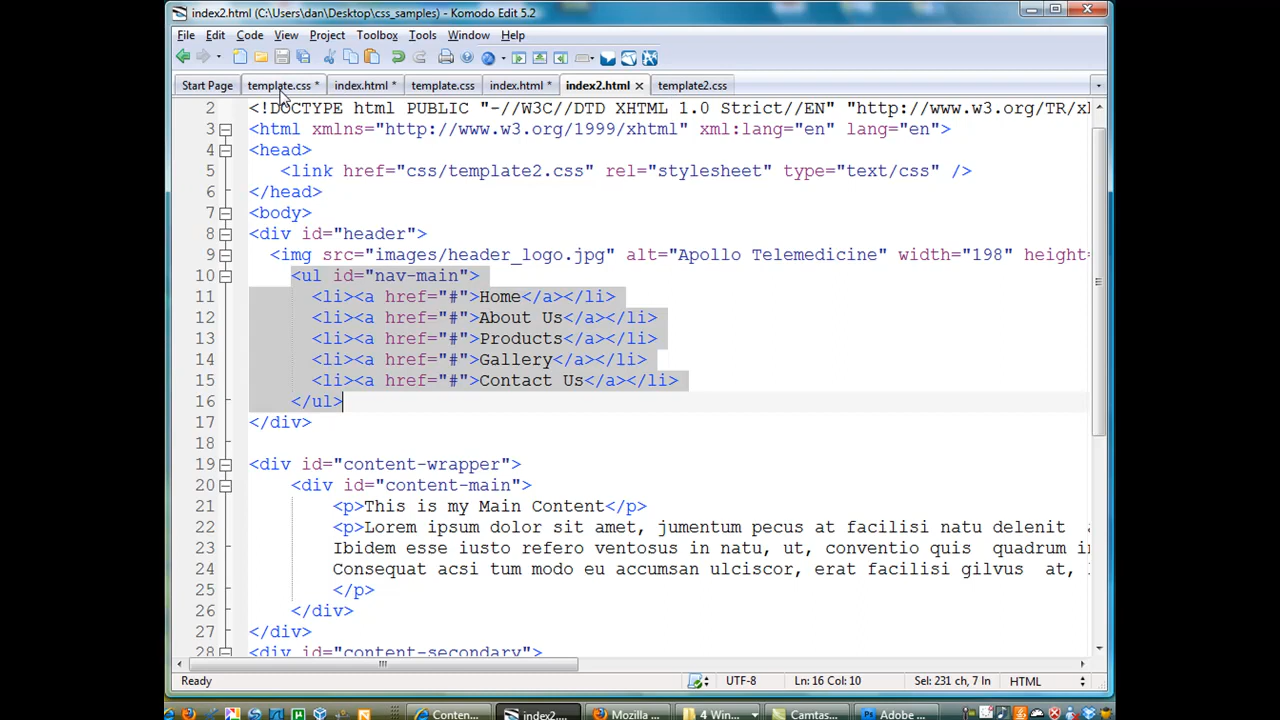 index2.html (C:\Users\dan\Desktop\css_samples) - Komodo Edit 5.2
File Edit Code View Project Toolbox Tools Window Help
Start Page template.css * index.html * template.css index.html * index2.html template2.css
2 <!DOCTYPE html PUBLIC "-//W3C//DTD XHTML 1.0 Strict//EN" "http://www.w3.org/TR/xh
3 <html xmlns="http://www.w3.org/1999/xhtml" xml:lang="en" lang="en">
4 <head>
5 <link href="css/template2.css" rel="stylesheet" type="text/css" />
6 </head>
7 <body>
8 <div id="header">
9 <img src="images/header_logo.jpg" alt="Apollo Telemedicine" width="198" height=
10 <ul id="nav-main">
11 <li><a href="#">Home</a></li>
12 <li><a href="#">About Us</a></li>
13 <li><a href="#">Products</a></li>
14 <li><a href="#">Gallery</a></li>
15 <li><a href="#">Contact Us</a></li>
16 </ul>
17 </div>
18
19 <div id="content-wrapper">
20 <div id="content-main">
21 <p>This is my Main Content</p>
22 <p>Lorem ipsum dolor sit amet, jumentum pecus at facilisi natu delenit a
23 Ibidem esse iusto refero ventosus in natu, ut, conventio quis quadrum in
24 Consequat acsi tum modo eu accumsan ulciscor, erat facilisi gilvus at,
25 </p>
26 </div>
27 </div>
28 <div id="content-secondary">
Ready UTF-8 Ln: 16 Col: 10 Sel: 231 ch, 7 ln HTML
Conten... index2.... Mozilla ... 4 Win... Camtas... Adobe ...